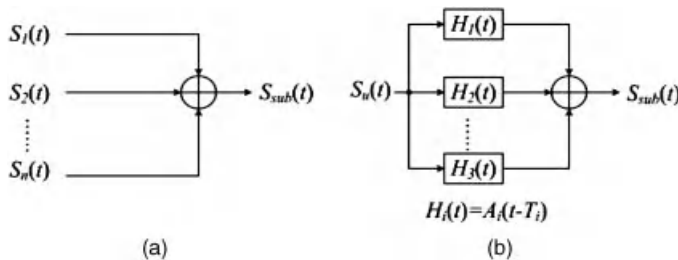 S1(t)
S2(t)
Sn(t)
Ssub(t)
(a)
Su(t)
H1(t)
H2(t)
H3(t)
Ssub(t)
Hi(t)=Ai(t-Ti)
(b)